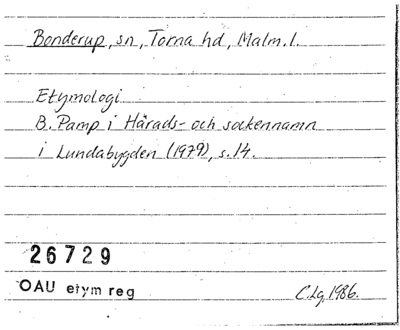 Bonderup, sn, Torna hd, Malm. l.
Etymologi
B. Pamp i Härads- och sockennamn
i Lundabygden (1979), s. 14.
26729
OAU etym reg
C.Lg. 1986.